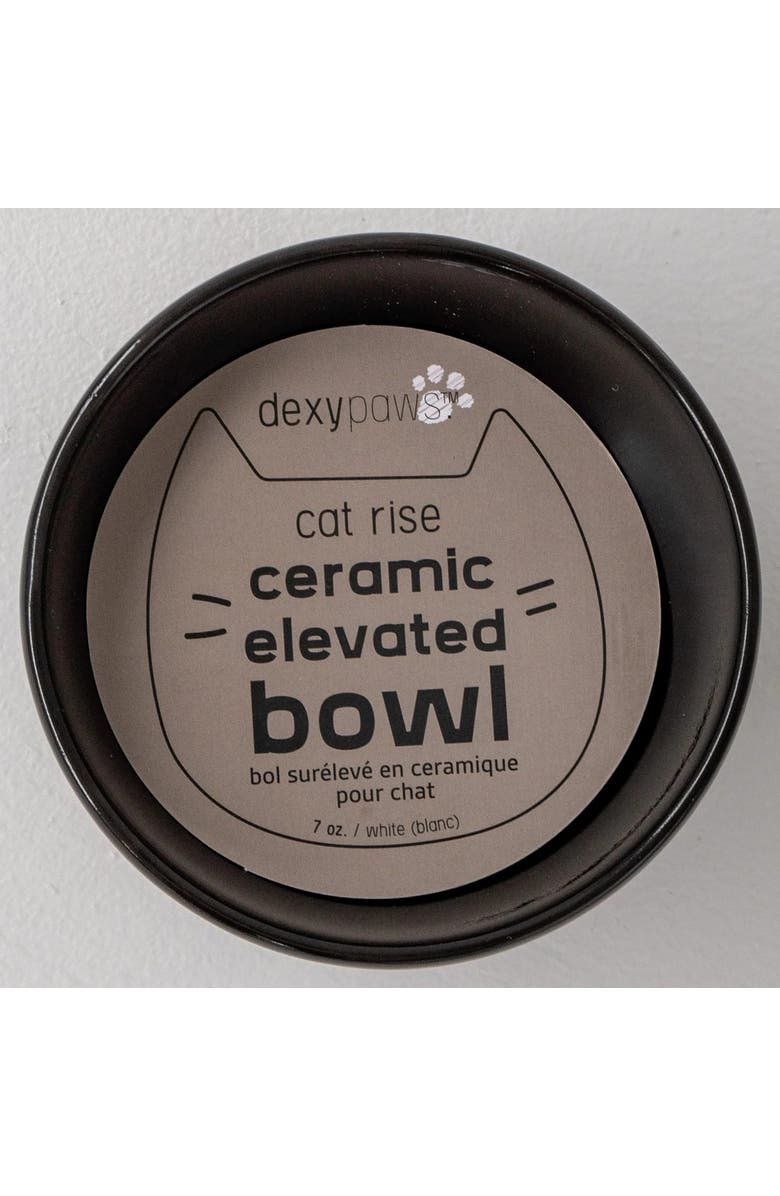 dexypaws™.
cat rise
ceramic
elevated
bowl
bol surélevé en ceramique
pour chat
7 oz. / white (blanc)